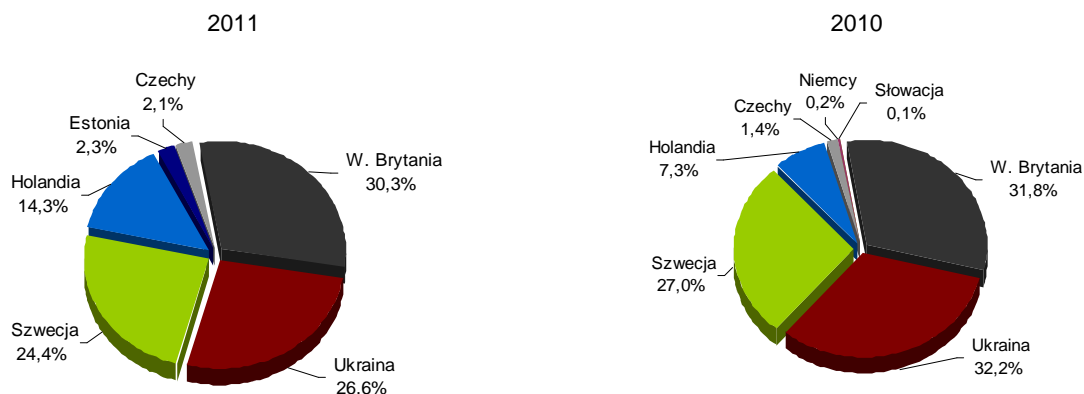 2011
Czechy
2,1%
Estonia
2,3%
Holandia
14,3%
Szwecja
24,4%
W. Brytania
30,3%
Ukraina
26.6%
2010
Niemcy
0,2%
Słowacja
0,1%
Czechy
1,4%
Holandia
7,3%
W. Brytania
31,8%
Szwecja
27,0%
Ukraina
32,2%